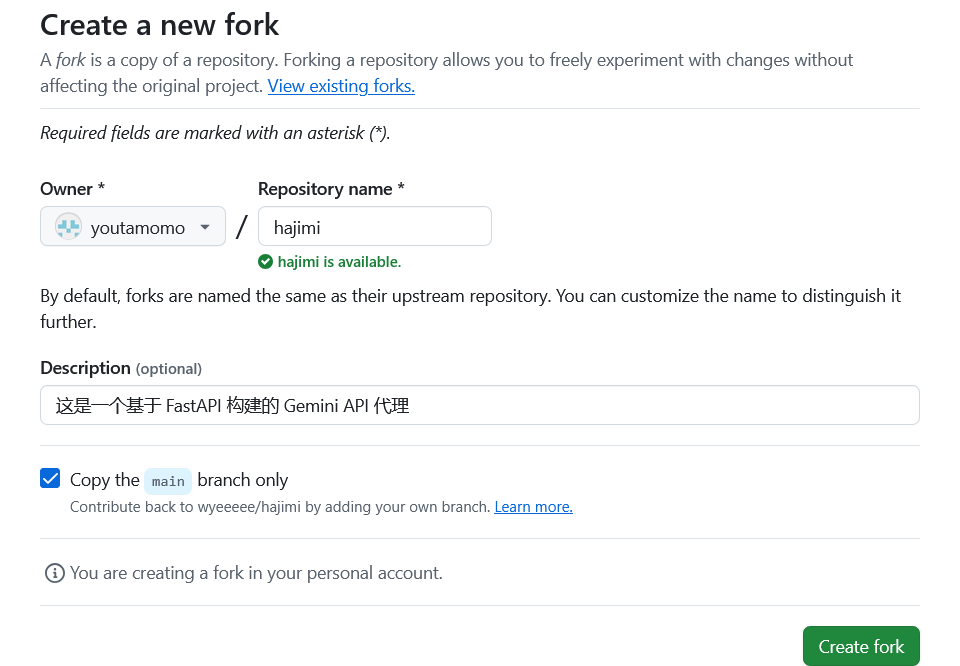 Create a new fork
A fork is a copy of a repository. Forking a repository allows you to freely experiment with changes without
affecting the original project. View existing forks.
Required fields are marked with an asterisk (*).
Owner *
Repository name *
youtamomo
/
hajimi
hajimi is available.
By default, forks are named the same as their upstream repository. You can customize the name to distinguish it
further.
Description (optional)
这是一个基于 FastAPI 构建的 Gemini API 代理
Copy the main branch only
Contribute back to wyeeeee/hajimi by adding your own branch. Learn more.
You are creating a fork in your personal account.
Create fork